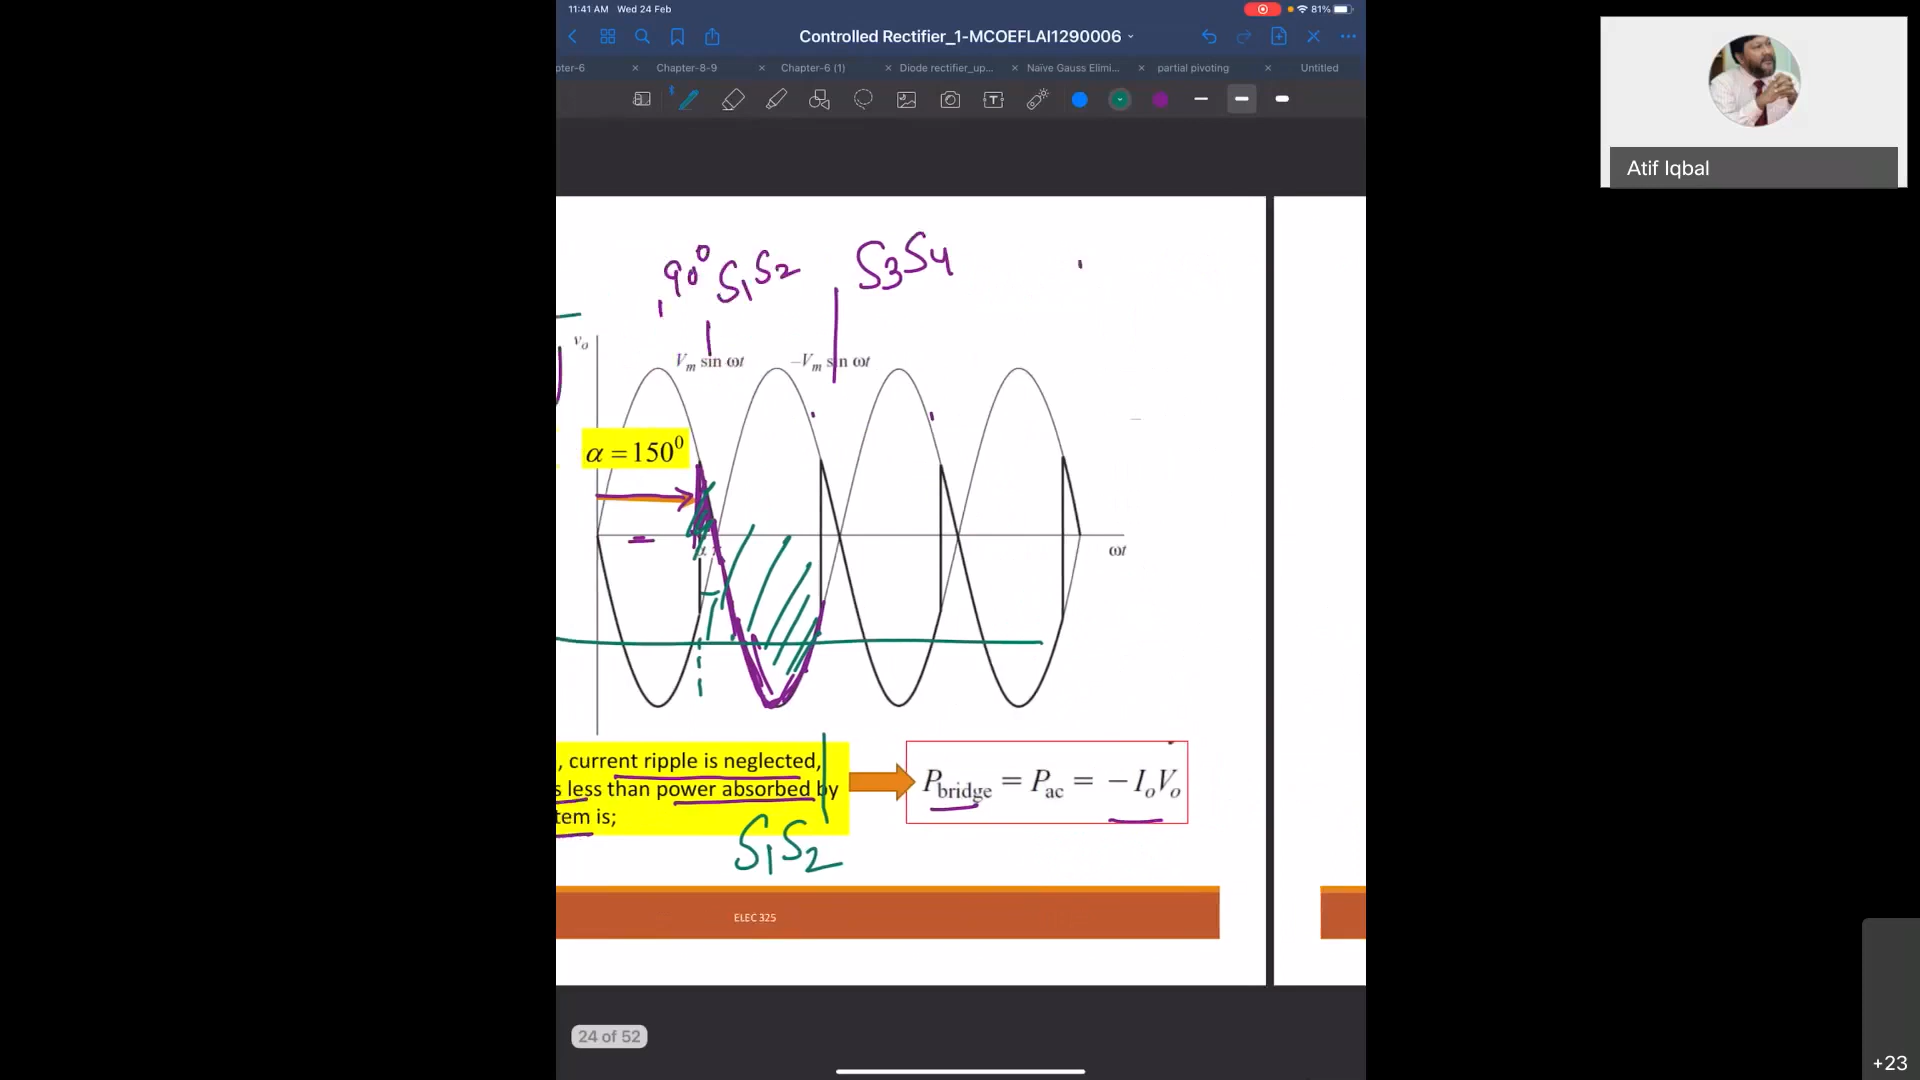 11:41 AM Wed 24 Feb
81%
Controlled Rectifier_1-MCOEFLAI1290006
pter-6
Chapter-8-9
Chapter-6 (1)
Diode rectifier_up...
Naïve Gauss Elimi...
partial pivoting
Untitled
Atif Iqbal
90° S1S2
S3S4
vo
Vm sin ωt
–Vm sin ωt
α = 150⁰
α
ωt
, current ripple is neglected,
s less than power absorbed by
tem is;
Pbridge = Pac = –IoVo
S1S2
ELEC 325
24 of 52
+23